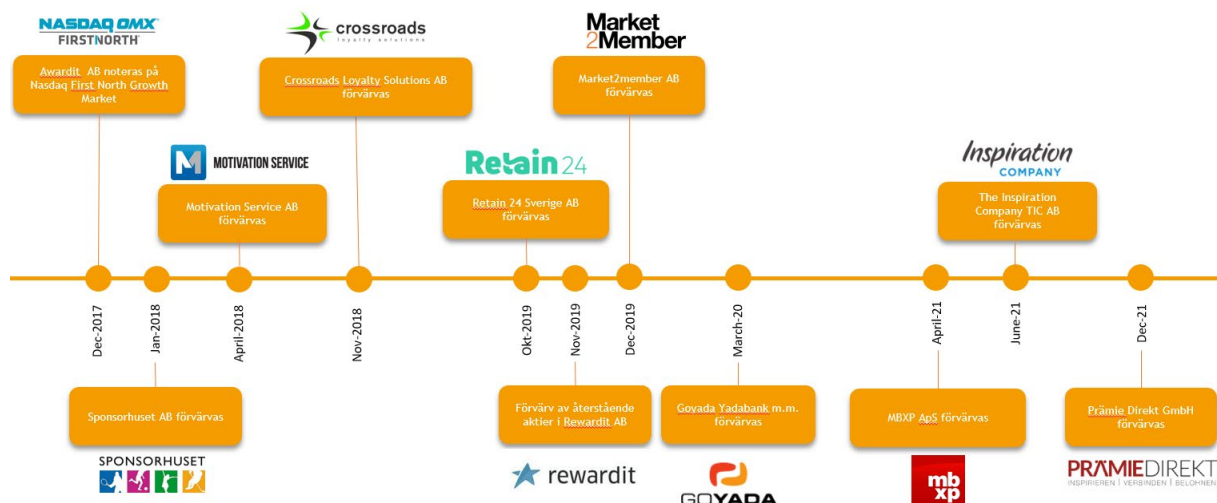 NASDAQ OMX
FIRSTNORTH
Awardit AB noteras på
Nasdaq First North Growth
Market
crossroads
loyalty solutions
Crossroads Loyalty Solutions AB
förvärvas
Market
2Member
Market2member AB
förvärvas
M MOTIVATION SERVICE
Motivation Service AB
förvärvas
Retain 24
Retain 24 Sverige AB
förvärvas
Inspiration
COMPANY
The Inspiration
Company TIC AB
förvärvas
Dec-2017
Jan-2018
April-2018
Nov-2018
Okt-2019
Nov-2019
Dec-2019
March-20
April-21
June-21
Dec-21
Sponsorhuset AB förvärvas
SPONSORHUSET
Förvärv av återstående
aktier i Rewardit AB
rewardit
Goyada Yadabank m.m.
förvärvas
GOYADA
MBXP ApS förvärvas
mb
xp
Prämie Direkt GmbH
förvärvas
PRÄMIEDIREKT
INSPIRIEREN | VERBINDEN | BELOHNEN